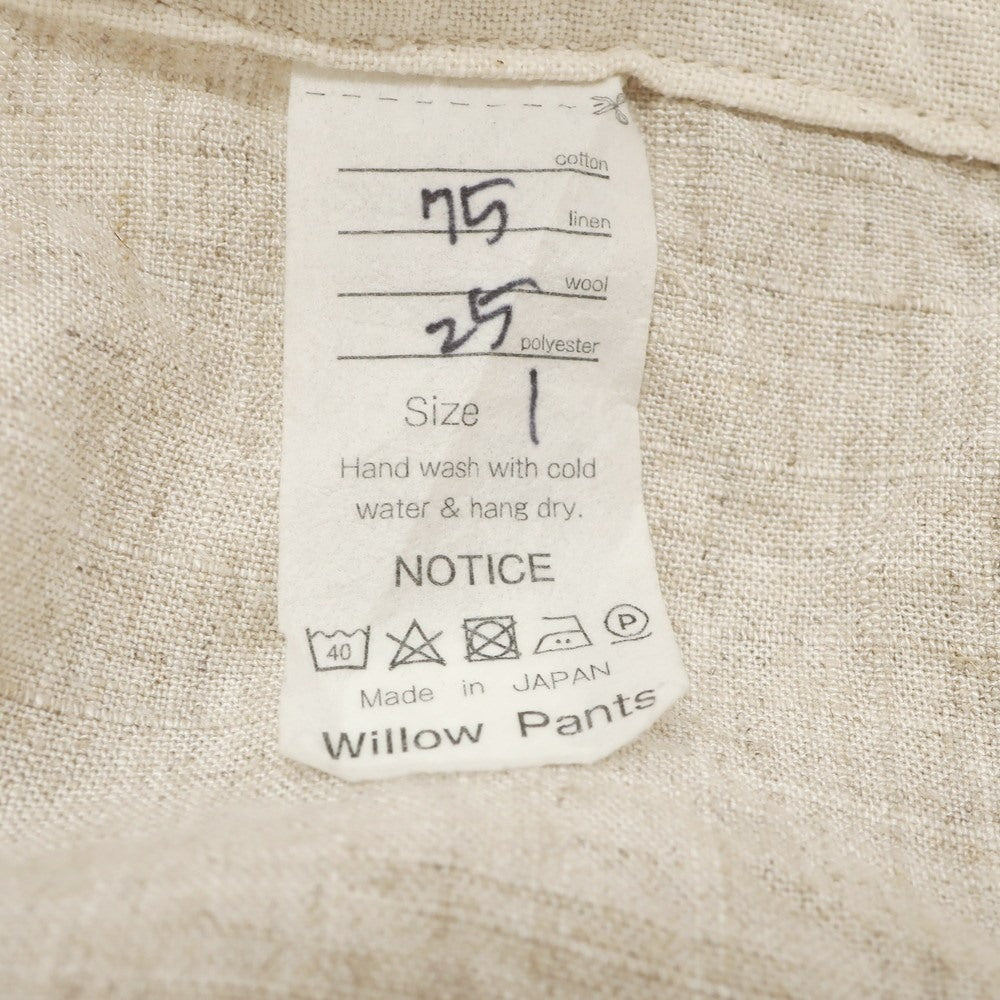 cotton
75 linen
wool
25 polyester
Size 1
Hand wash with cold
water & hang dry.
NOTICE
40 P
Made in JAPAN
Willow Pants